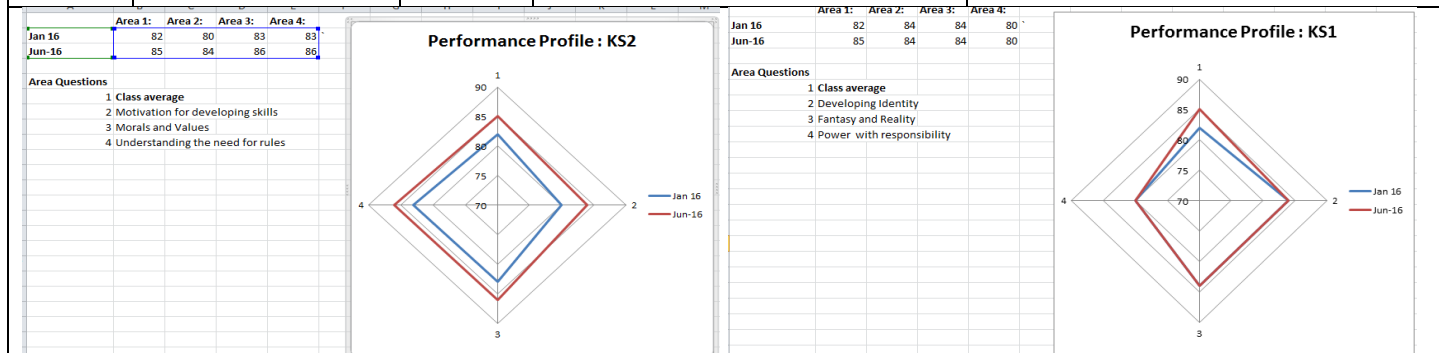 Area 1: Area 2: Area 3: Area 4:
Jan 16 82 80 83 83 `
Jun-16 85 84 86 86
Area Questions
1 Class average
2 Motivation for developing skills
3 Morals and Values
4 Understanding the need for rules
Performance Profile : KS2
1
90
85
80
75
70
4
2
3
Jan 16
Jun-16
Area 1: Area 2: Area 3: Area 4:
Jan 16 82 84 84 80 `
Jun-16 85 84 84 80
Area Questions
1 Class average
2 Developing Identity
3 Fantasy and Reality
4 Power with responsibility
Performance Profile : KS1
1
90
85
80
75
70
4
2
3
Jan 16
Jun-16